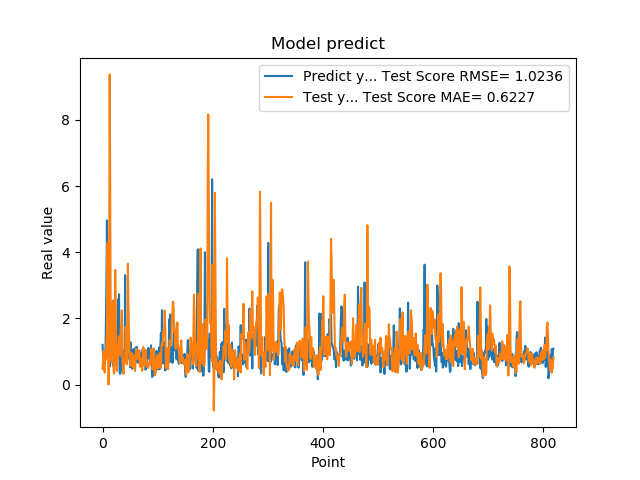 Model predict
Predict y... Test Score RMSE= 1.0236
Test y... Test Score MAE= 0.6227
Real value
8
6
4
2
0
0 200 400 600 800
Point